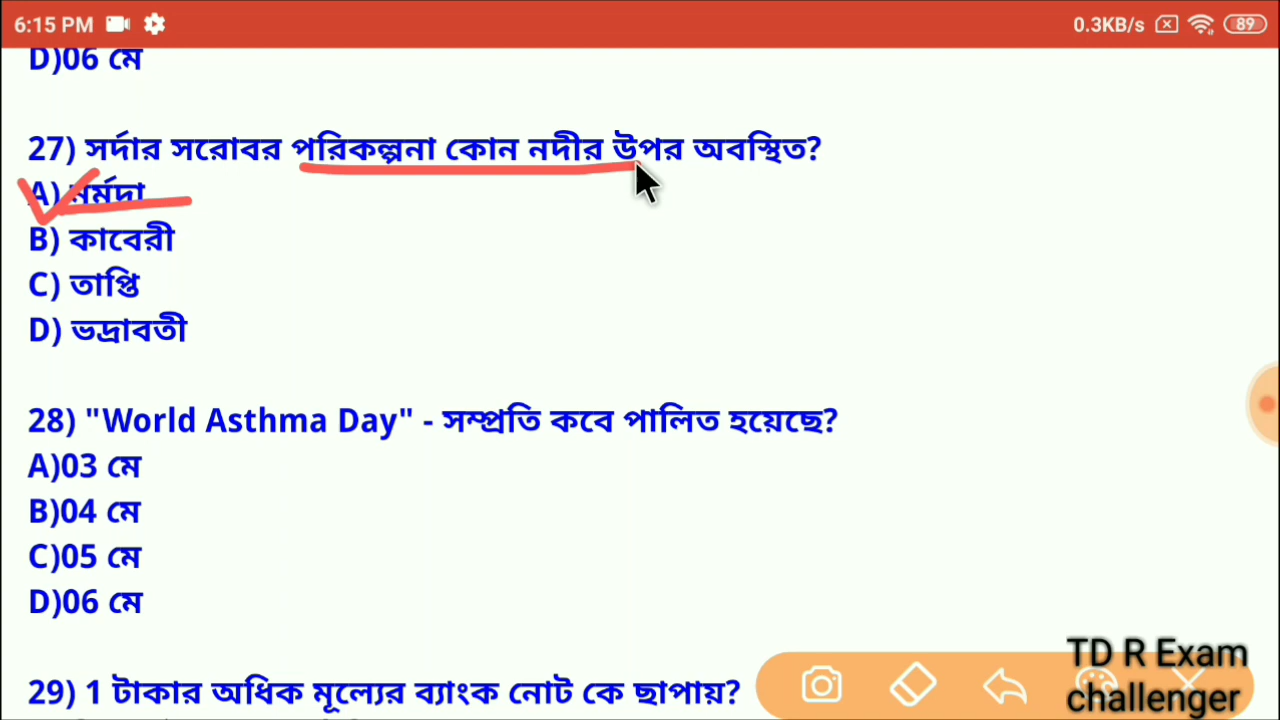 6:15 PM 0.3KB/s 89
D)06 মে
27) সর্দার সরোবর পরিকল্পনা কোন নদীর উপর অবস্থিত?
A) নর্মদা
B) কাবেরী
C) তাপ্তি
D) ভদ্রাবতী
28) "World Asthma Day" - সম্প্রতি কবে পালিত হয়েছে?
A)03 মে
B)04 মে
C)05 মে
D)06 মে
29) 1 টাকার অধিক মূল্যের ব্যাংক নোট কে ছাপায়?
TD R Exam
challenger